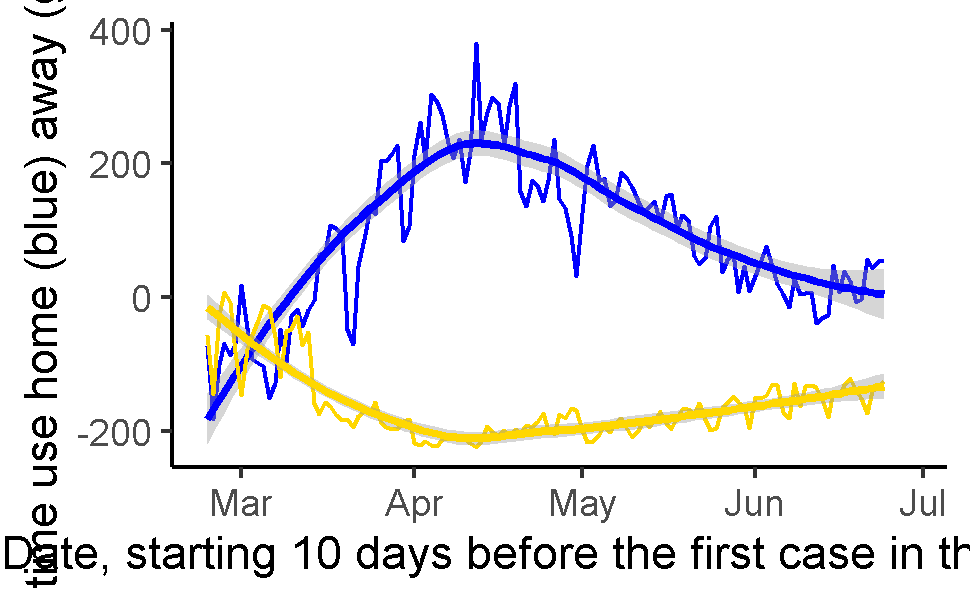 time use home (blue) away (
400
200
0
-200
Mar Apr May Jun Jul
Date, starting 10 days before the first case in th